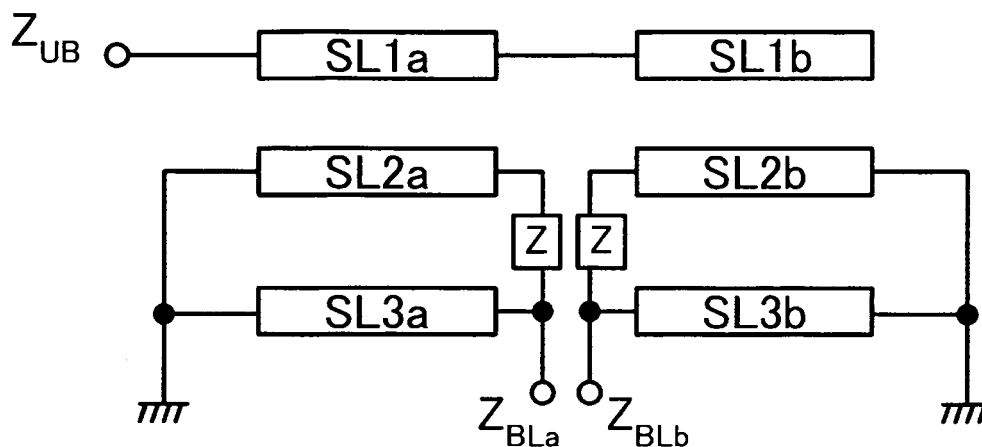 Z_UB
SL1a SL1b
SL2a SL2b
Z Z
SL3a SL3b
Z_BLa Z_BLb